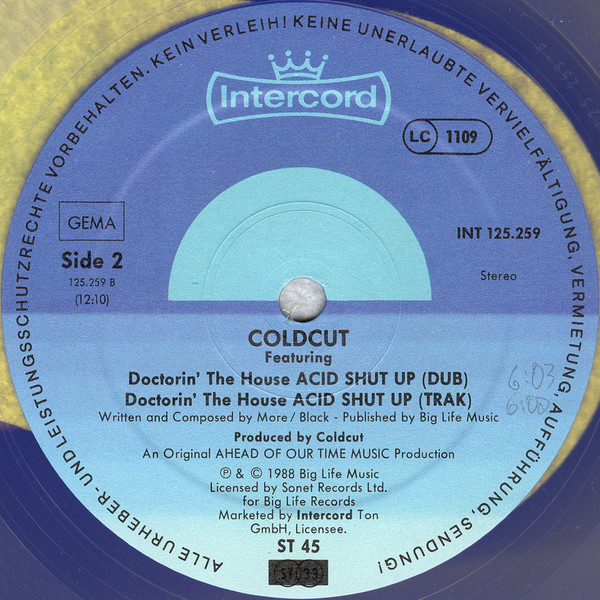 ALLE URHEBER- UND LEISTUNGSSCHUTZRECHTE VORBEHALTEN. KEIN VERLEIH! KEINE UNERLAUBTE VERVIELFÄLTIGUNG, VERMIETUNG, AUFFÜHRUNG, SENDUNG!
Intercord
LC 1109
GEMA
INT 125.259
Side 2
Stereo
125.259 B
(12:10)
COLDCUT
Featuring
Doctorin' The House ACID SHUT UP (DUB)
6:03
Doctorin' The House ACID SHUT UP (TRAK)
Written and Composed by More / Black - Published by Big Life Music
Produced by Coldcut
An Original AHEAD OF OUR TIME MUSIC Production
℗ & © 1988 Big Life Music
Licensed by Sonet Records Ltd.
for Big Life Records
Marketed by Intercord Ton
GmbH, Licensee.
ST 45